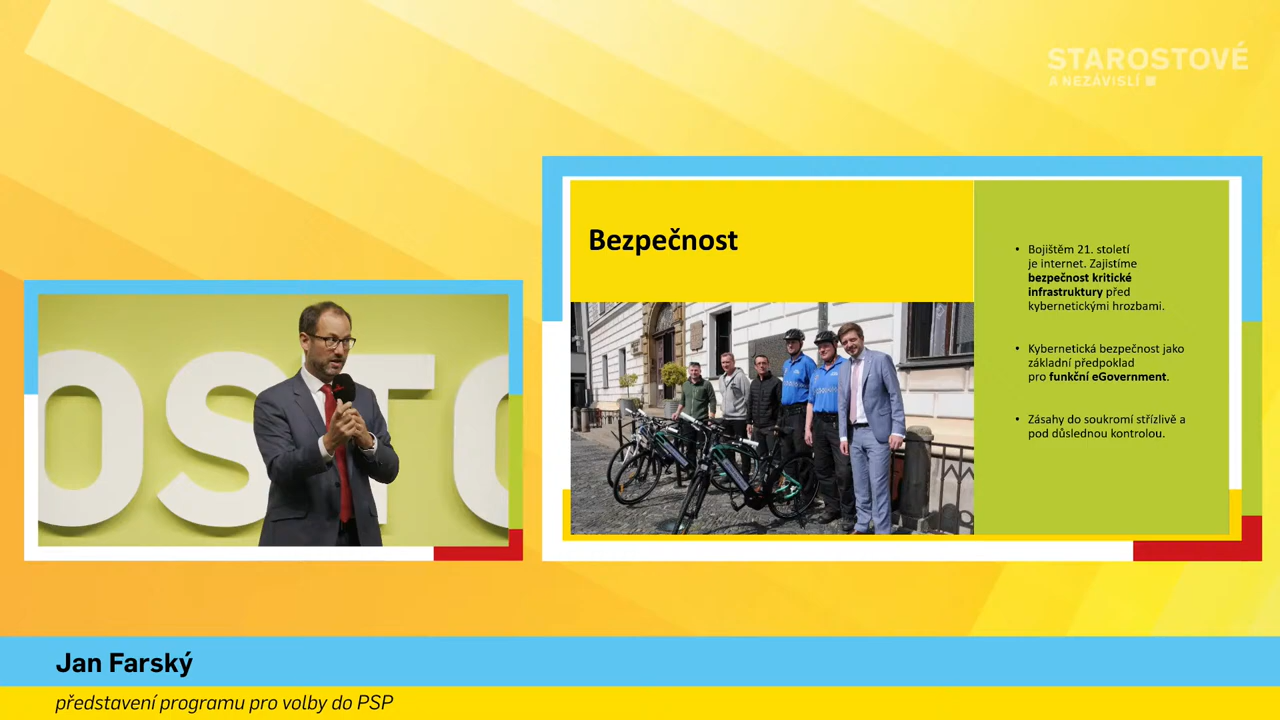 STAROSTOVÉ
A NEZÁVISLÍ
Bezpečnost
• Bojištěm 21. století
je internet. Zajistíme
bezpečnost kritické
infrastruktury před
kybernetickými hrozbami.
• Kybernetická bezpečnost jako
základní předpoklad
pro funkční eGovernment.
• Zásahy do soukromí střízlivě a
pod důslednou kontrolou.
OSTO
Jan Farský
představení programu pro volby do PSP